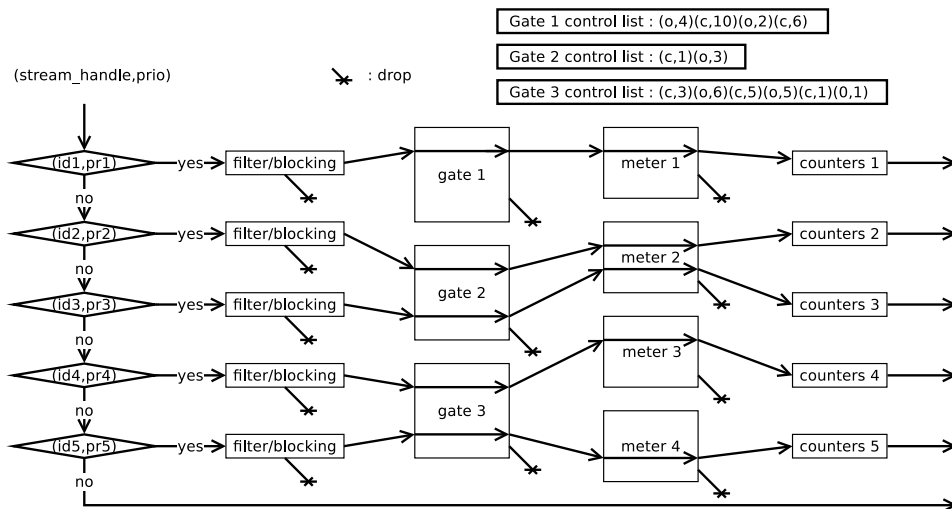 Gate 1 control list : (o,4)(c,10)(o,2)(c,6)
Gate 2 control list : (c,1)(o,3)
(stream_handle,prio)
: drop
Gate 3 control list : (c,3)(o,6)(c,5)(o,5)(c,1)(0,1)
(id1,pr1)
yes
filter/blocking
gate 1
meter 1
counters 1
no
(id2,pr2)
yes
filter/blocking
gate 2
meter 2
counters 2
no
(id3,pr3)
yes
filter/blocking
counters 3
no
meter 3
(id4,pr4)
yes
filter/blocking
gate 3
counters 4
no
(id5,pr5)
yes
filter/blocking
meter 4
counters 5
no